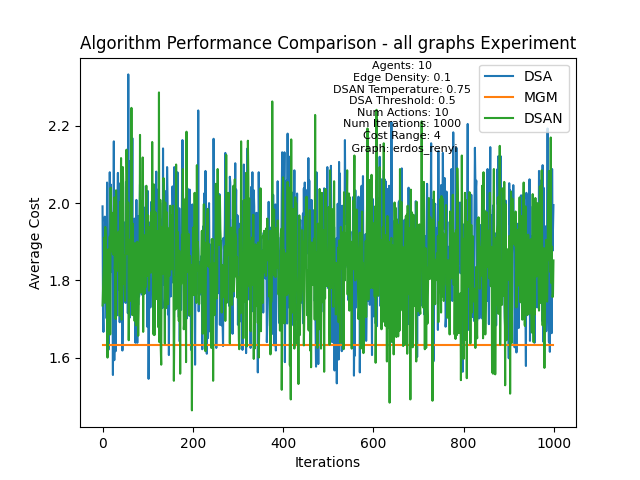 Algorithm Performance Comparison - all graphs Experiment
Agents: 10
Edge Density: 0.1
DSAN Temperature: 0.75
DSA Threshold: 0.5
Num Actions: 10
Num Iterations: 1000
Cost Range: 4
Graph: erdos_renyi
DSA
MGM
DSAN
Average Cost
2.2
2.0
1.8
1.6
0
200
400
600
800
1000
Iterations